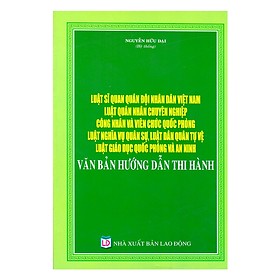 NGUYỄN HỮU ĐẠI
(Hệ thống)
LUẬT SĨ QUAN QUÂN ĐỘI NHÂN DÂN VIỆT NAM
LUẬT QUÂN NHÂN CHUYÊN NGHIỆP
CÔNG NHÂN VÀ VIÊN CHỨC QUỐC PHÒNG
LUẬT NGHĨA VỤ QUÂN SỰ, LUẬT DÂN QUÂN TỰ VỆ
LUẬT GIÁO DỤC QUỐC PHÒNG VÀ AN NINH
VĂN BẢN HƯỚNG DẪN THI HÀNH
LĐ
NHÀ XUẤT BẢN LAO ĐỘNG